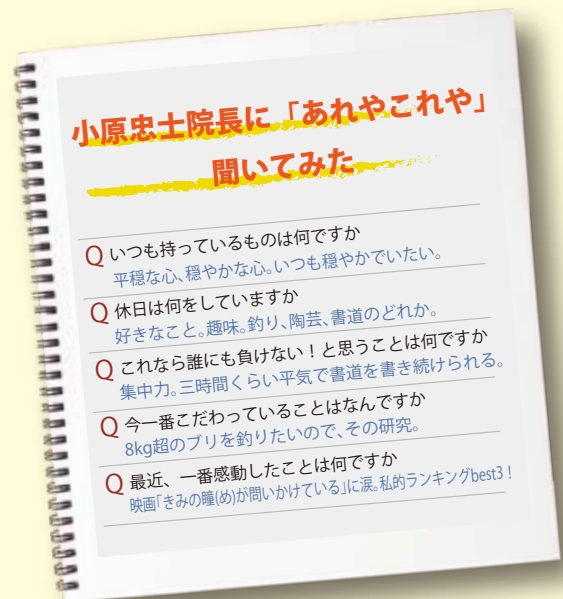 小原忠士院長に「あれやこれや」
聞いてみた
Q いつも持っているものは何ですか
平穏な心、穏やかな心。いつも穏やかでいたい。
Q 休日は何をしていますか
好きなこと。趣味。釣り、陶芸、書道のどれか。
Q これなら誰にも負けない！と思うことは何ですか
集中力。三時間くらい平気で書道を書き続けられる。
Q 今一番こだわっていることはなんですか
8kg超のブリを釣りたいので、その研究。
Q 最近、一番感動したことは何ですか
映画「きみの瞳(め)が問いかけている」に涙。私的ランキングbest3！